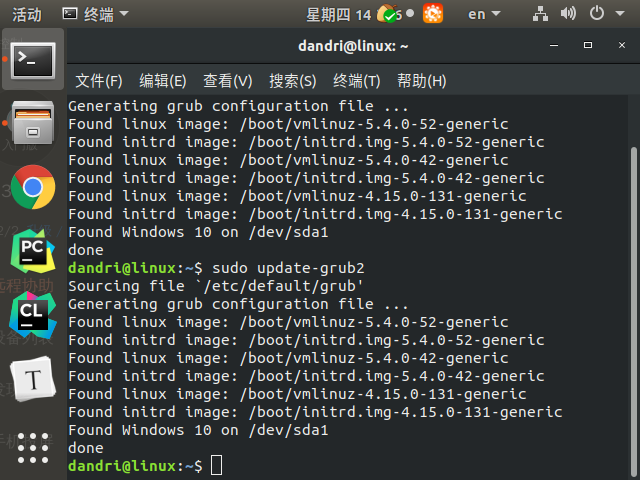 活动 终端 星期四 14 en
dandri@linux: ~
文件(F) 编辑(E) 查看(V) 搜索(S) 终端(T) 帮助(H)
Generating grub configuration file ...
Found linux image: /boot/vmlinuz-5.4.0-52-generic
Found initrd image: /boot/initrd.img-5.4.0-52-generic
Found linux image: /boot/vmlinuz-5.4.0-42-generic
Found initrd image: /boot/initrd.img-5.4.0-42-generic
Found linux image: /boot/vmlinuz-4.15.0-131-generic
Found initrd image: /boot/initrd.img-4.15.0-131-generic
Found Windows 10 on /dev/sda1
done
dandri@linux:~$ sudo update-grub2
Sourcing file `/etc/default/grub'
Generating grub configuration file ...
Found linux image: /boot/vmlinuz-5.4.0-52-generic
Found initrd image: /boot/initrd.img-5.4.0-52-generic
Found linux image: /boot/vmlinuz-5.4.0-42-generic
Found initrd image: /boot/initrd.img-5.4.0-42-generic
Found linux image: /boot/vmlinuz-4.15.0-131-generic
Found initrd image: /boot/initrd.img-4.15.0-131-generic
Found Windows 10 on /dev/sda1
done
dandri@linux:~$
PC
CL
T